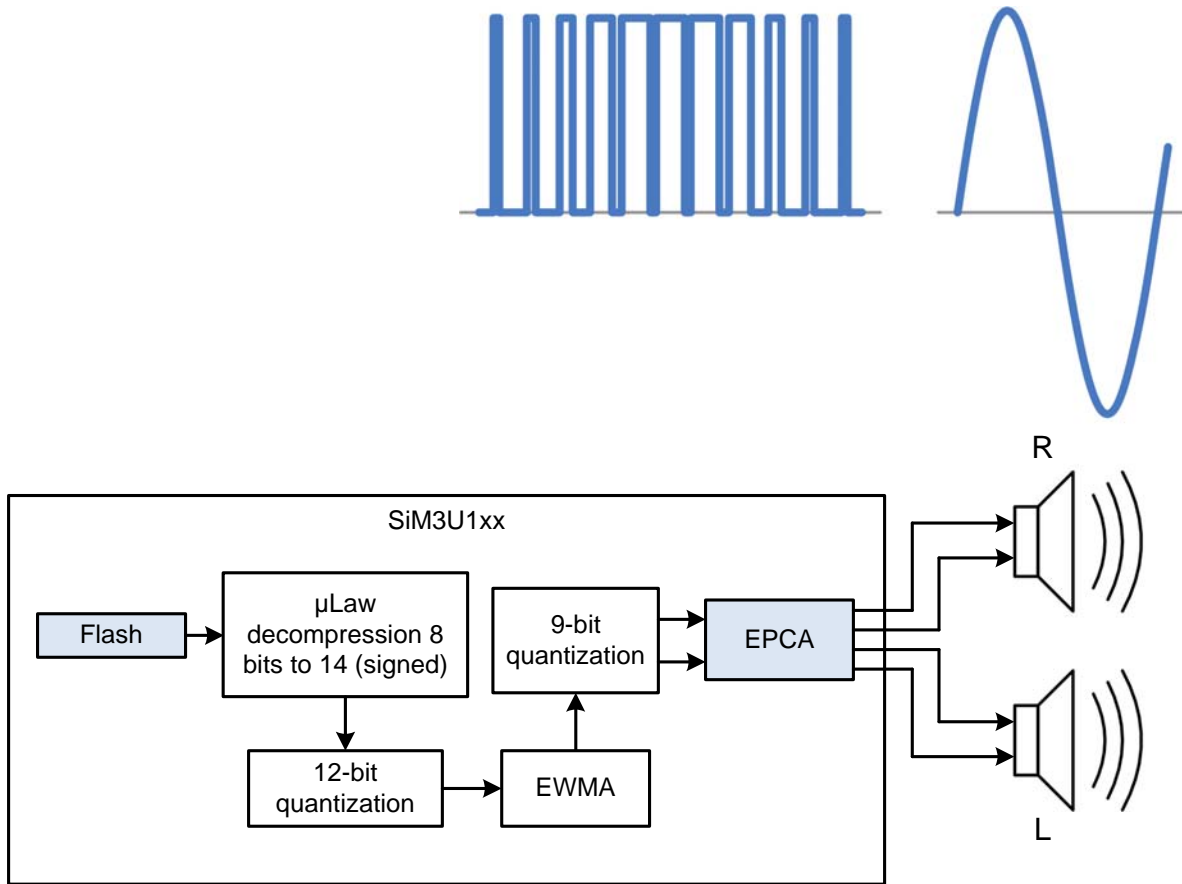 R
SiM3U1xx
Flash
µLaw
decompression 8
bits to 14 (signed)
9-bit
quantization
EPCA
12-bit
quantization
EWMA
L